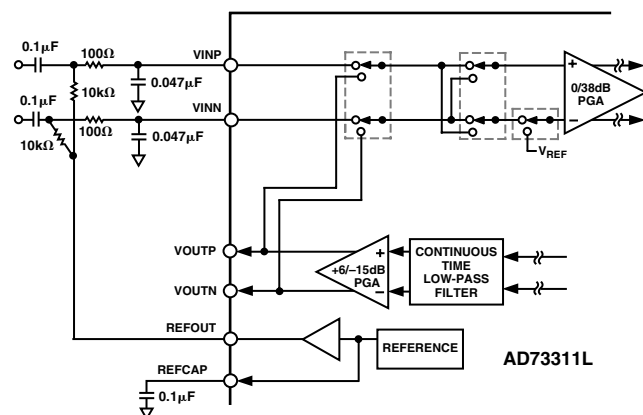 0.1μF
100Ω
VINP
0.047μF
10kΩ
0.1μF
100Ω
VINN
10kΩ
0.047μF
+
0/38dB
PGA
−
VREF
VOUTP
VOUTN
+
+6/−15dB
PGA
−
CONTINUOUS
TIME
LOW-PASS
FILTER
REFOUT
REFERENCE
REFCAP
0.1μF
AD73311L